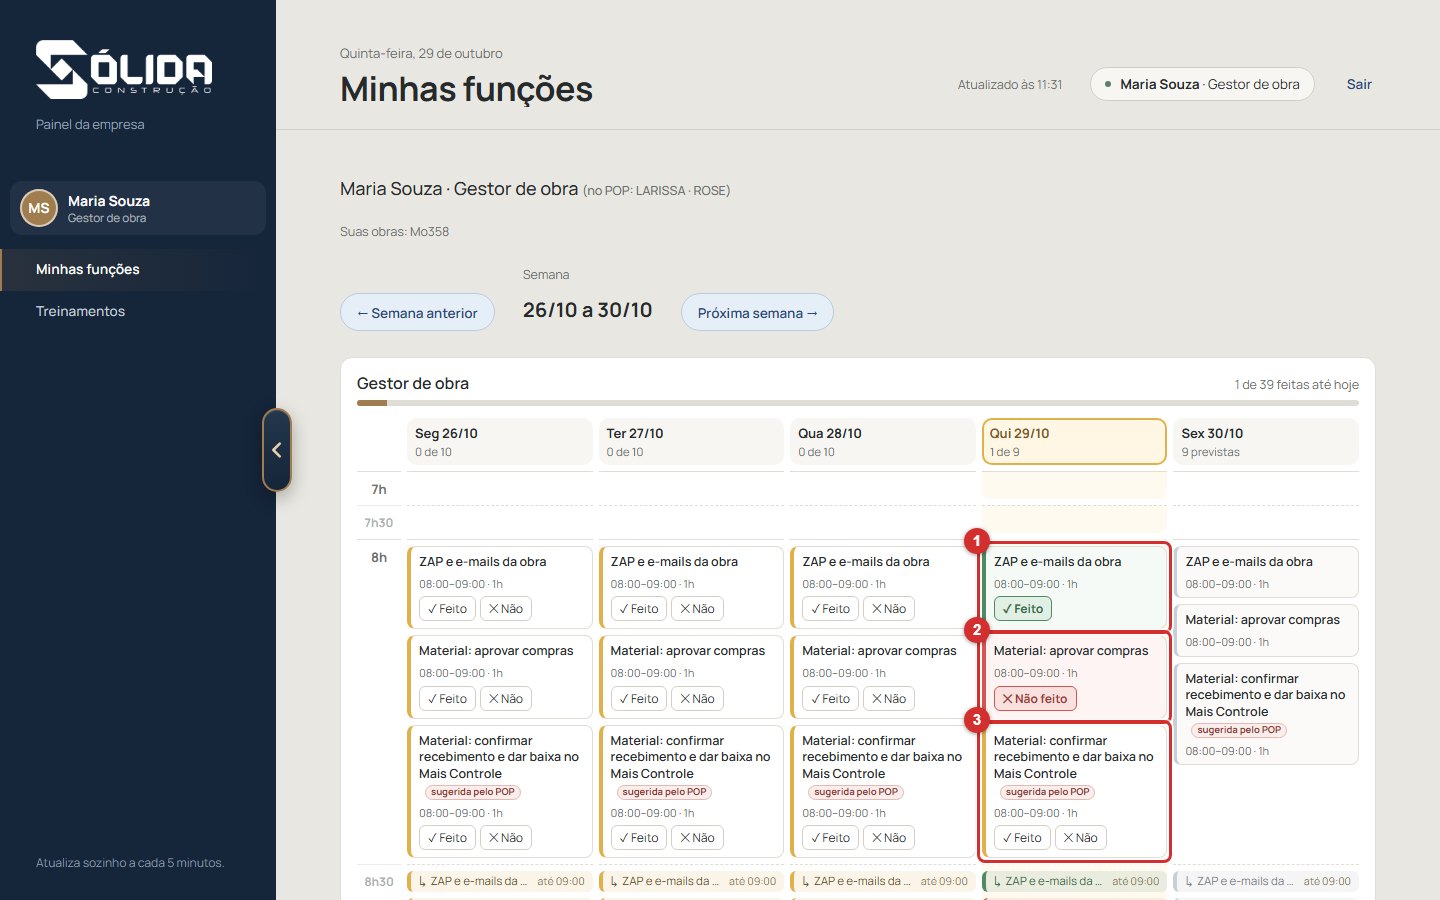 SÓLIDA
CONSTRUÇÃO
Painel da empresa
MS
Maria Souza
Gestor de obra
Minhas funções
Treinamentos
Atualiza sozinho a cada 5 minutos.
Quinta-feira, 29 de outubro
Minhas funções
Atualizado às 11:31
Maria Souza · Gestor de obra
Sair
Maria Souza · Gestor de obra (no POP: LARISSA · ROSE)
Suas obras: Mo358
Semana
← Semana anterior
26/10 a 30/10
Próxima semana →
Gestor de obra
1 de 39 feitas até hoje
Seg 26/10
0 de 10
Ter 27/10
0 de 10
Qua 28/10
0 de 10
Qui 29/10
1 de 9
Sex 30/10
9 previstas
7h
7h30
8h
ZAP e e-mails da obra
08:00–09:00 · 1h
✓ Feito
✕ Não
Material: aprovar compras
08:00–09:00 · 1h
✓ Feito
✕ Não
Material: confirmar
recebimento e dar baixa no
Mais Controle
sugerida pelo POP
08:00–09:00 · 1h
✓ Feito
✕ Não
ZAP e e-mails da obra
08:00–09:00 · 1h
✓ Feito
✕ Não
Material: aprovar compras
08:00–09:00 · 1h
✓ Feito
✕ Não
Material: confirmar
recebimento e dar baixa no
Mais Controle
sugerida pelo POP
08:00–09:00 · 1h
✓ Feito
✕ Não
ZAP e e-mails da obra
08:00–09:00 · 1h
✓ Feito
✕ Não
Material: aprovar compras
08:00–09:00 · 1h
✓ Feito
✕ Não
Material: confirmar
recebimento e dar baixa no
Mais Controle
sugerida pelo POP
08:00–09:00 · 1h
✓ Feito
✕ Não
1
ZAP e e-mails da obra
08:00–09:00 · 1h
✓ Feito
2
Material: aprovar compras
08:00–09:00 · 1h
✕ Não feito
3
Material: confirmar
recebimento e dar baixa no
Mais Controle
sugerida pelo POP
08:00–09:00 · 1h
✓ Feito
✕ Não
ZAP e e-mails da obra
08:00–09:00 · 1h
Material: aprovar compras
08:00–09:00 · 1h
Material: confirmar
recebimento e dar baixa no
Mais Controle
sugerida pelo POP
08:00–09:00 · 1h
8h30
↳ ZAP e e-mails da ... até 09:00
↳ ZAP e e-mails da ... até 09:00
↳ ZAP e e-mails da ... até 09:00
↳ ZAP e e-mails da ... até 09:00
↳ ZAP e e-mails da ... até 09:00